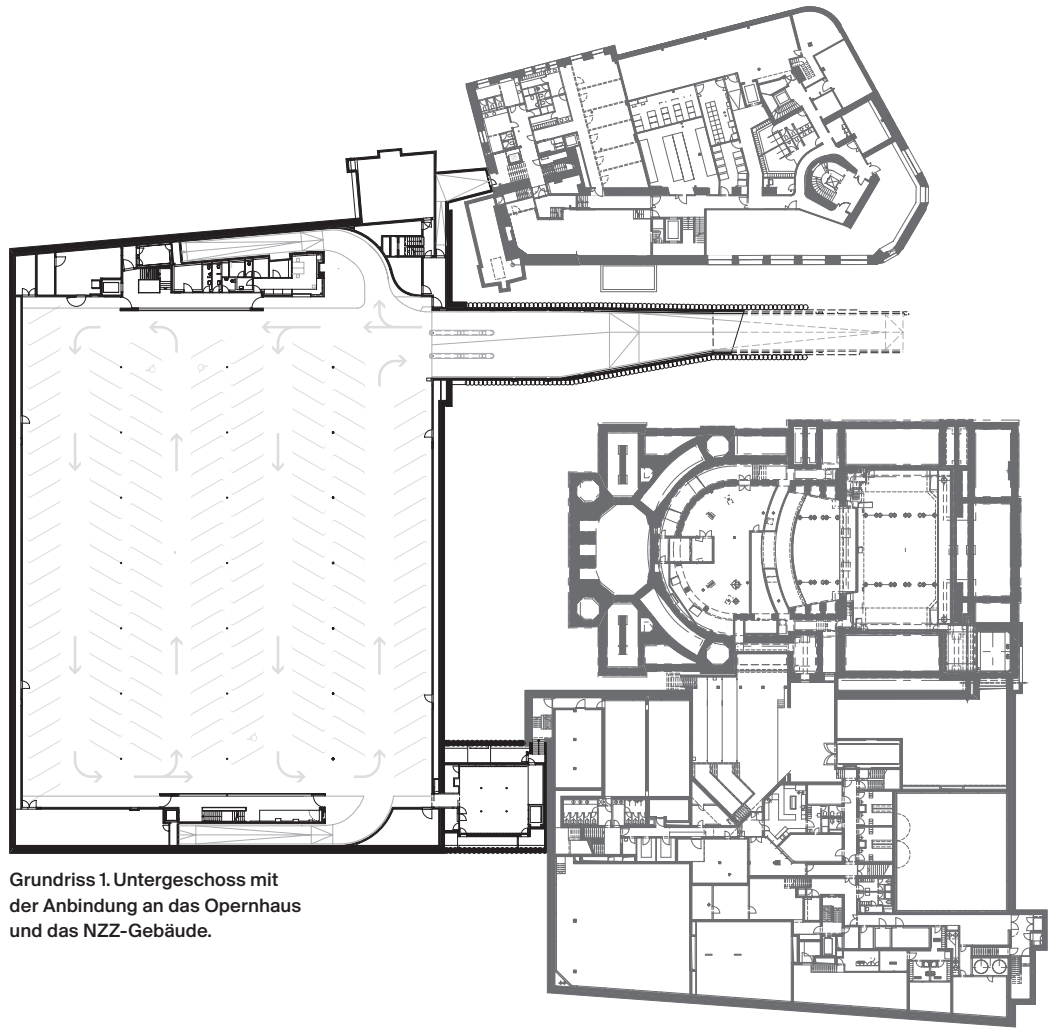 Grundriss 1. Untergeschoss mit
der Anbindung an das Opernhaus
und das NZZ-Gebäude.